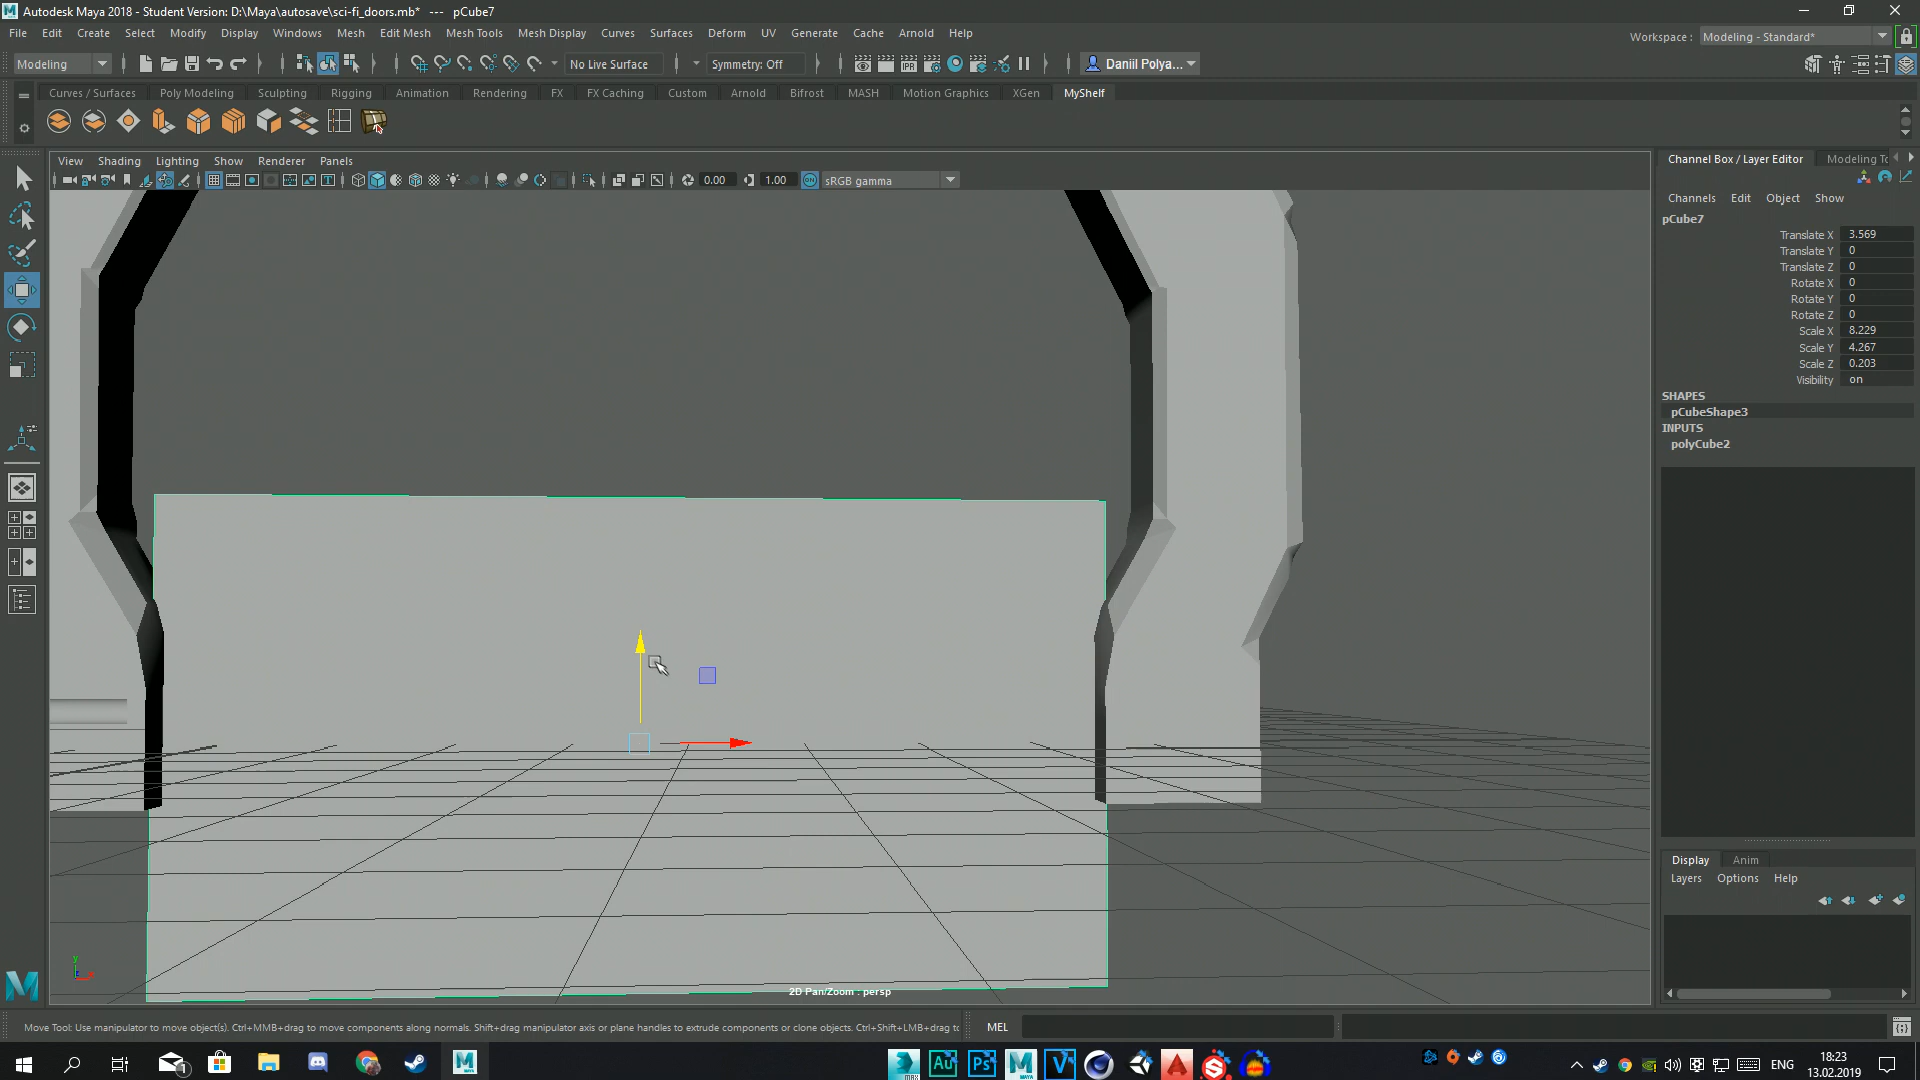 Autodesk Maya 2018 - Student Version: D:\Maya\autosave\sci-fi_doors.mb* --- pCube7
File Edit Create Select Modify Display Windows Mesh Edit Mesh Mesh Tools Mesh Display Curves Surfaces Deform UV Generate Cache Arnold Help
Workspace : Modeling - Standard*
Modeling No Live Surface Symmetry: Off Daniil Polya...
Curves / Surfaces Poly Modeling Sculpting Rigging Animation Rendering FX FX Caching Custom Arnold Bifrost MASH Motion Graphics XGen MyShelf
View Shading Lighting Show Renderer Panels
0.00 1.00 sRGB gamma
Channel Box / Layer Editor Modeling To
Channels Edit Object Show
pCube7
Translate X 3.569
Translate Y 0
Translate Z 0
Rotate X 0
Rotate Y 0
Rotate Z 0
Scale X 8.229
Scale Y 4.267
Scale Z 0.203
Visibility on
SHAPES
pCubeShape3
INPUTS
polyCube2
Display Anim
Layers Options Help
2D Pan/Zoom : persp
Move Tool: Use manipulator to move object(s). Ctrl+MMB+drag to move components along normals. Shift+drag manipulator axis or plane handles to extrude components or clone objects. Ctrl+Shift+LMB+drag to
MEL
ENG
18:23
13.02.2019